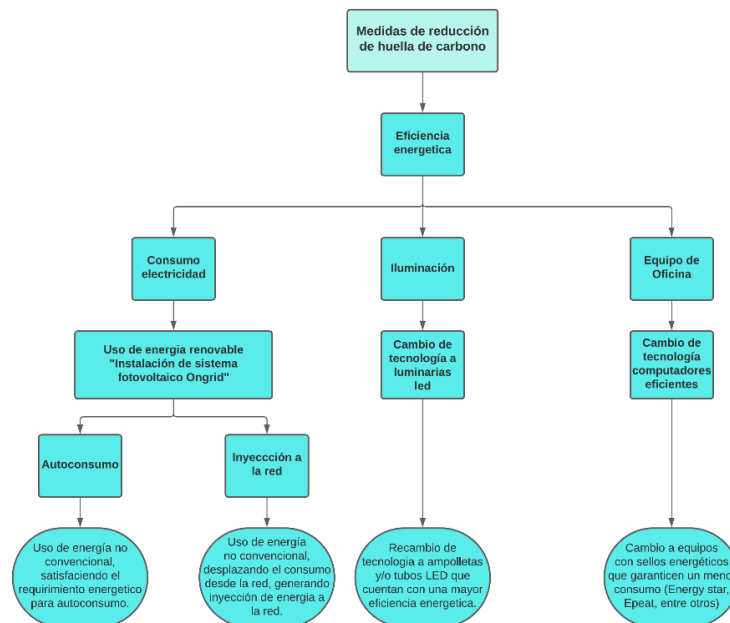 Medidas de reducción
de huella de carbono
Eficiencia
energetica
Consumo
electricidad
Iluminación
Equipo de
Oficina
Uso de energia renovable
"Instalación de sistema
fotovoltaico Ongrid"
Cambio de
tecnología a
luminarias
led
Cambio de
tecnología
computadores
eficientes
Autoconsumo
Inyeccción a
la red
Uso de energía no
convencional,
satisfaciendo el
requirimiento energetico
para autoconsumo.
Uso de energía
no convencional,
desplazando el consumo
desde la red, generando
inyección de energia a
la red.
Recambio de
tecnologia a ampolletas
y/o tubos LED que
cuentan con una mayor
eficiencia energetica.
Cambio a equipos
con sellos energéticos
que garanticen un meno
consumo (Energy star,
Epeat, entre otros)